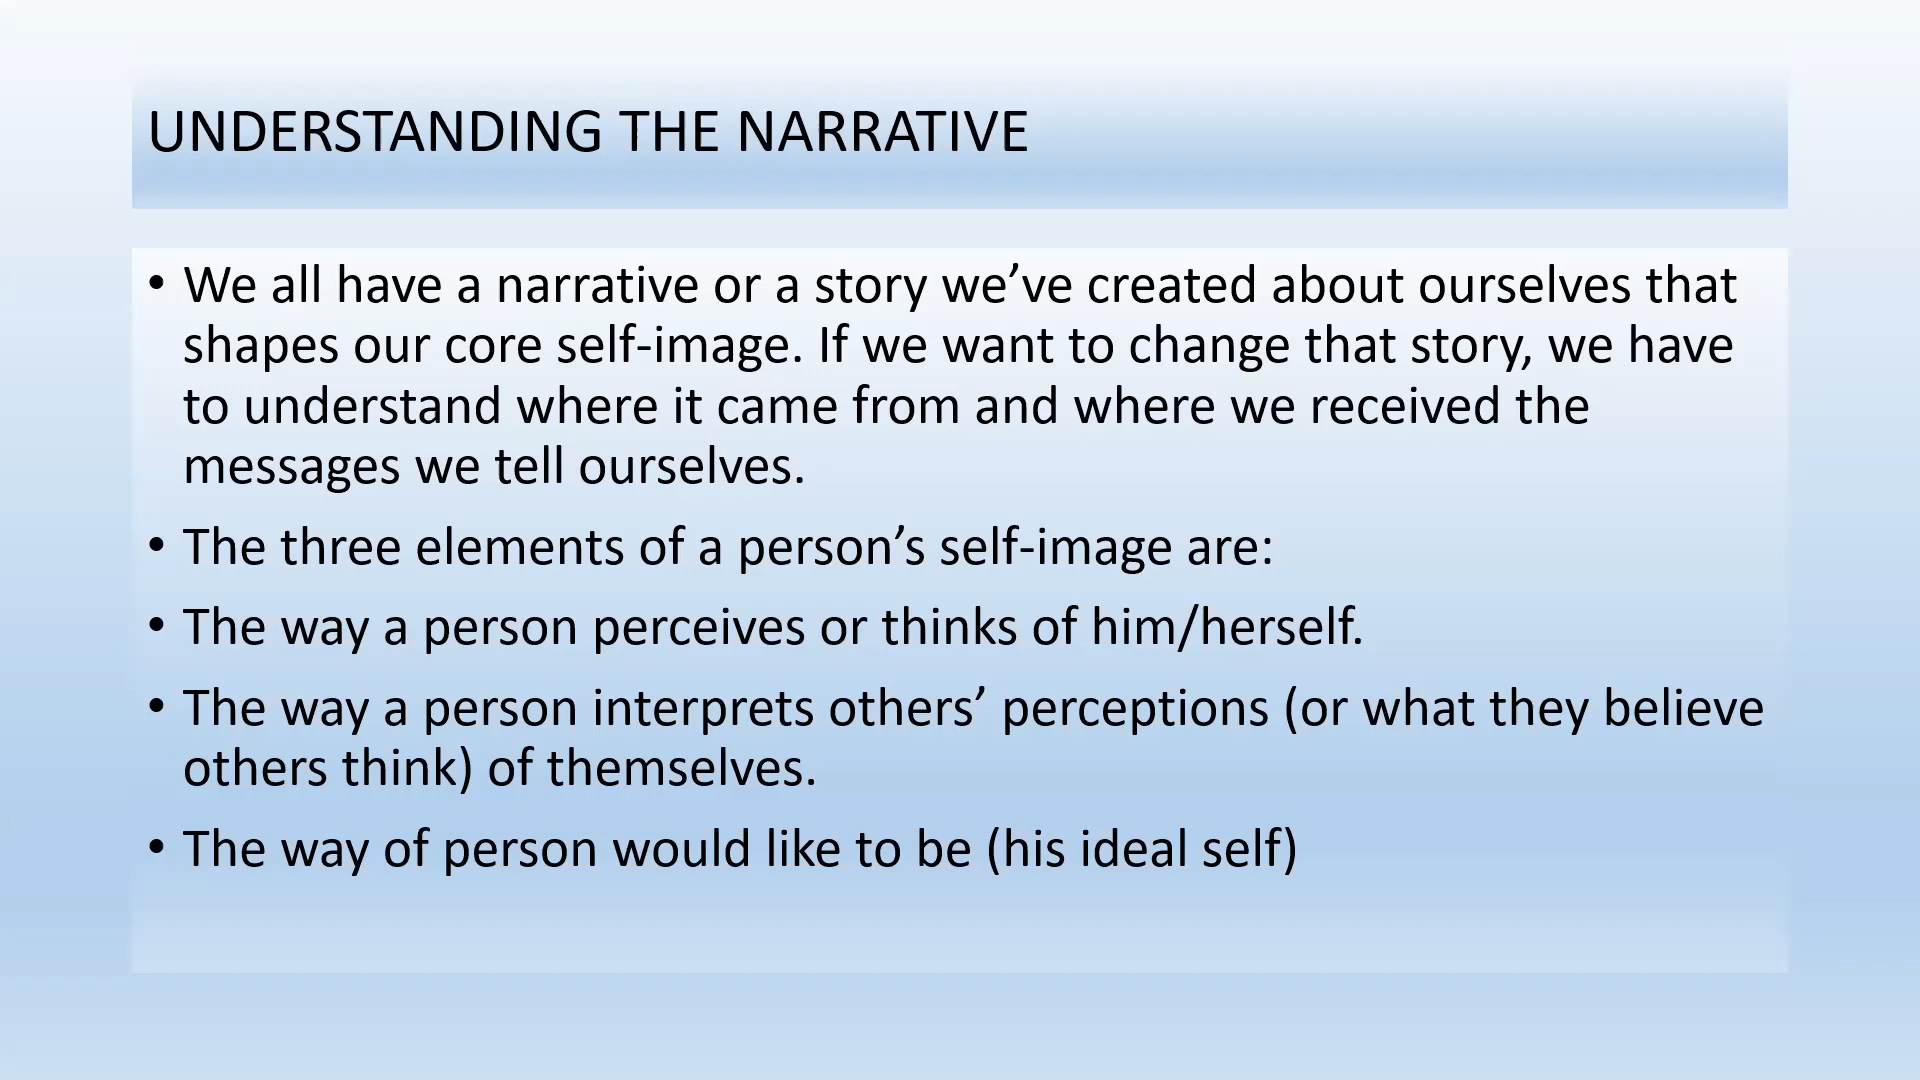 UNDERSTANDING THE NARRATIVE
• We all have a narrative or a story we’ve created about ourselves that
shapes our core self-image. If we want to change that story, we have
to understand where it came from and where we received the
messages we tell ourselves.
• The three elements of a person’s self-image are:
• The way a person perceives or thinks of him/herself.
• The way a person interprets others’ perceptions (or what they believe
others think) of themselves.
• The way of person would like to be (his ideal self)